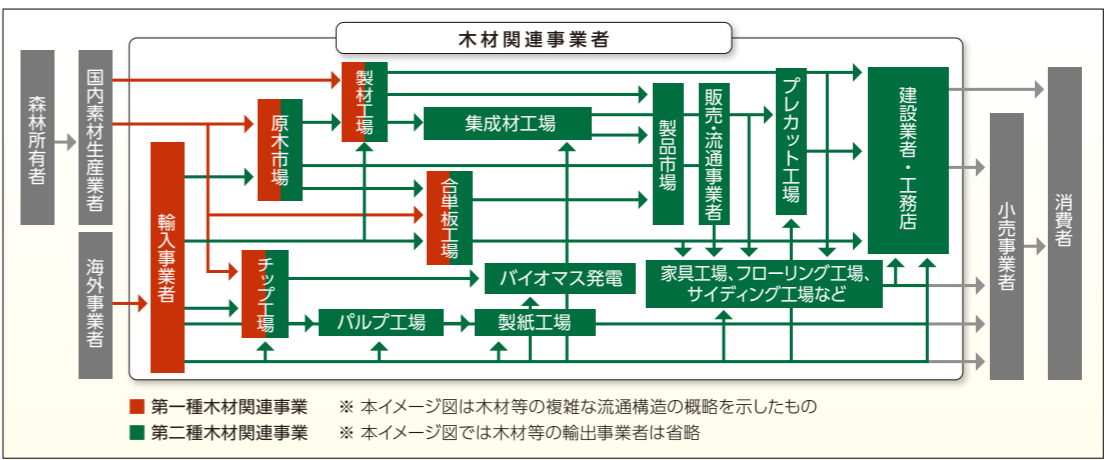 木材関連事業者
森林所有者
国内素材生産業者
海外事業者
輸入事業者
原木市場
チップ工場
製材工場
集成材工場
合単板工場
バイオマス発電
パルプ工場
製紙工場
製品市場
販売・流通事業者
プレカット工場
家具工場、フローリング工場、
サイディング工場など
建設業者・工務店
小売事業者
消費者
■ 第一種木材関連事業 ※ 本イメージ図は木材等の複雑な流通構造の概略を示したもの
■ 第二種木材関連事業 ※ 本イメージ図では木材等の輸出事業者は省略